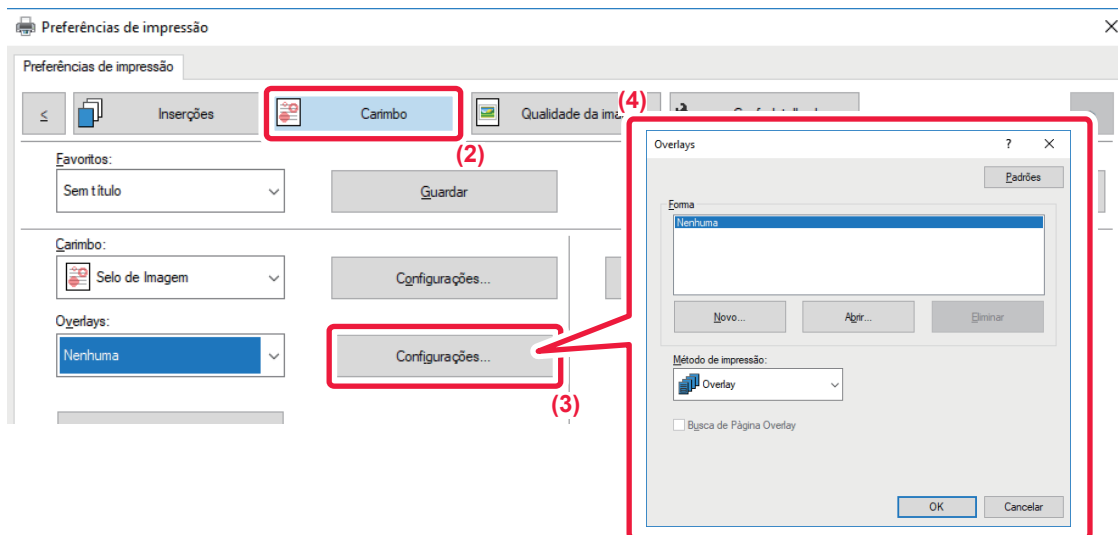 Preferências de impressão
Preferências de impressão
≤
Inserções
Carimbo
Qualidade da
(4)
(2)
Favoritos:
Sem título
Guardar
Carimbo:
Selo de Imagem
Configurações...
Overlays:
Nenhuma
Configurações...
(3)
Overlays
?
Padrões
Forma
Nenhuma
Novo...
Abrir...
Eliminar
Método de impressão:
Overlay
Busca de Página Overlay
OK
Cancelar